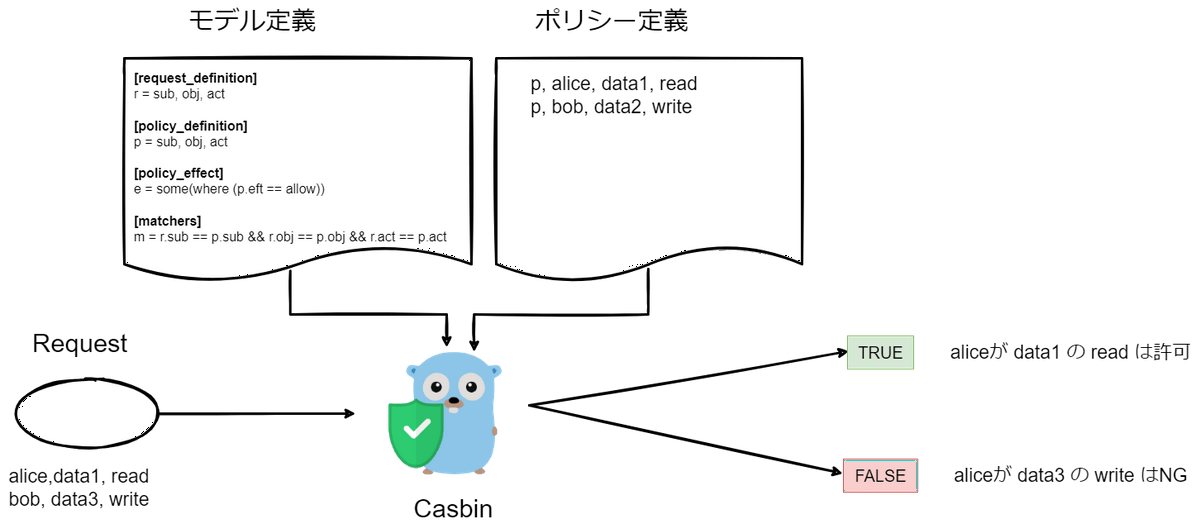 モデル定義
[request_definition]
r = sub, obj, act
[policy_definition]
p = sub, obj, act
[policy_effect]
e = some(where (p.eft == allow))
[matchers]
m = r.sub == p.sub && r.obj == p.obj && r.act == p.act
ポリシー定義
p, alice, data1, read
p, bob, data2, write
Request
alice,data1, read
bob, data3, write
Casbin
TRUE
aliceが data1 の read は許可
FALSE
aliceが data3 の write はNG